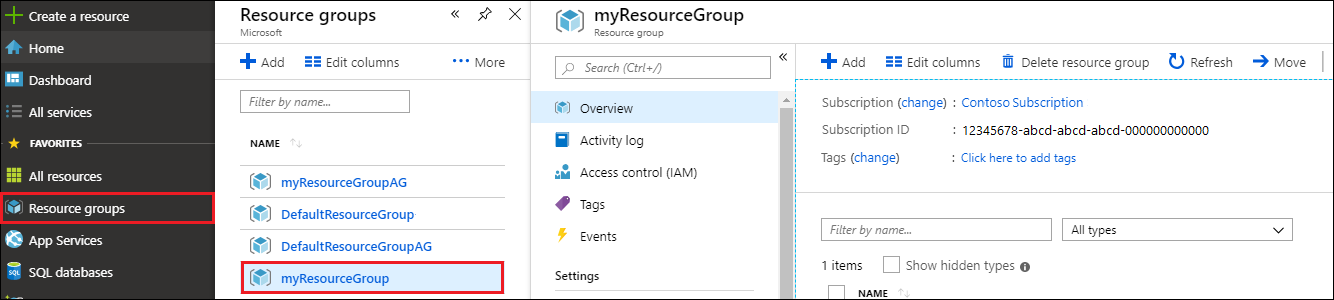 Create a resource
Home
Dashboard
All services
FAVORITES
All resources
Resource groups
App Services
SQL databases
SQL
Resource groups
Microsoft
Add
Edit columns
More
Filter by name...
NAME
myResourceGroupAG
DefaultResourceGroup
DefaultResourceGroupAG
myResourceGroup
myResourceGroup
Resource group
Search (Ctrl+/)
Overview
Activity log
Access control (IAM)
Tags
Events
Settings
Add
Edit columns
Delete resource group
Refresh
Move
Subscription (change) : Contoso Subscription
Subscription ID : 12345678-abcd-abcd-abcd-000000000000
Tags (change) : Click here to add tags
Filter by name...
All types
1 items
Show hidden types
NAME